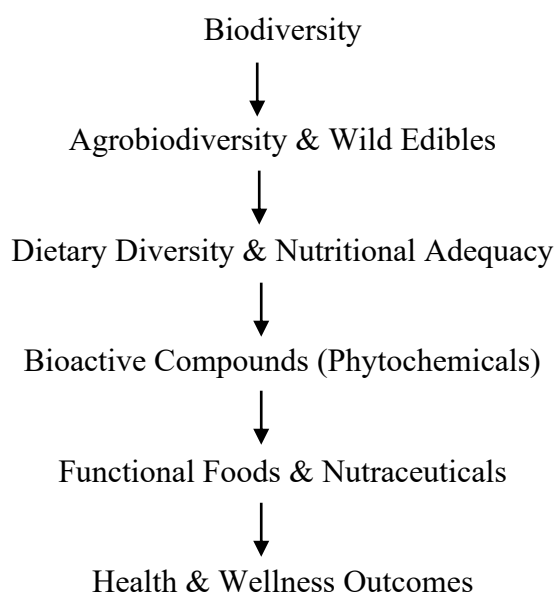 Biodiversity
Agrobiodiversity & Wild Edibles
Dietary Diversity & Nutritional Adequacy
Bioactive Compounds (Phytochemicals)
Functional Foods & Nutraceuticals
Health & Wellness Outcomes